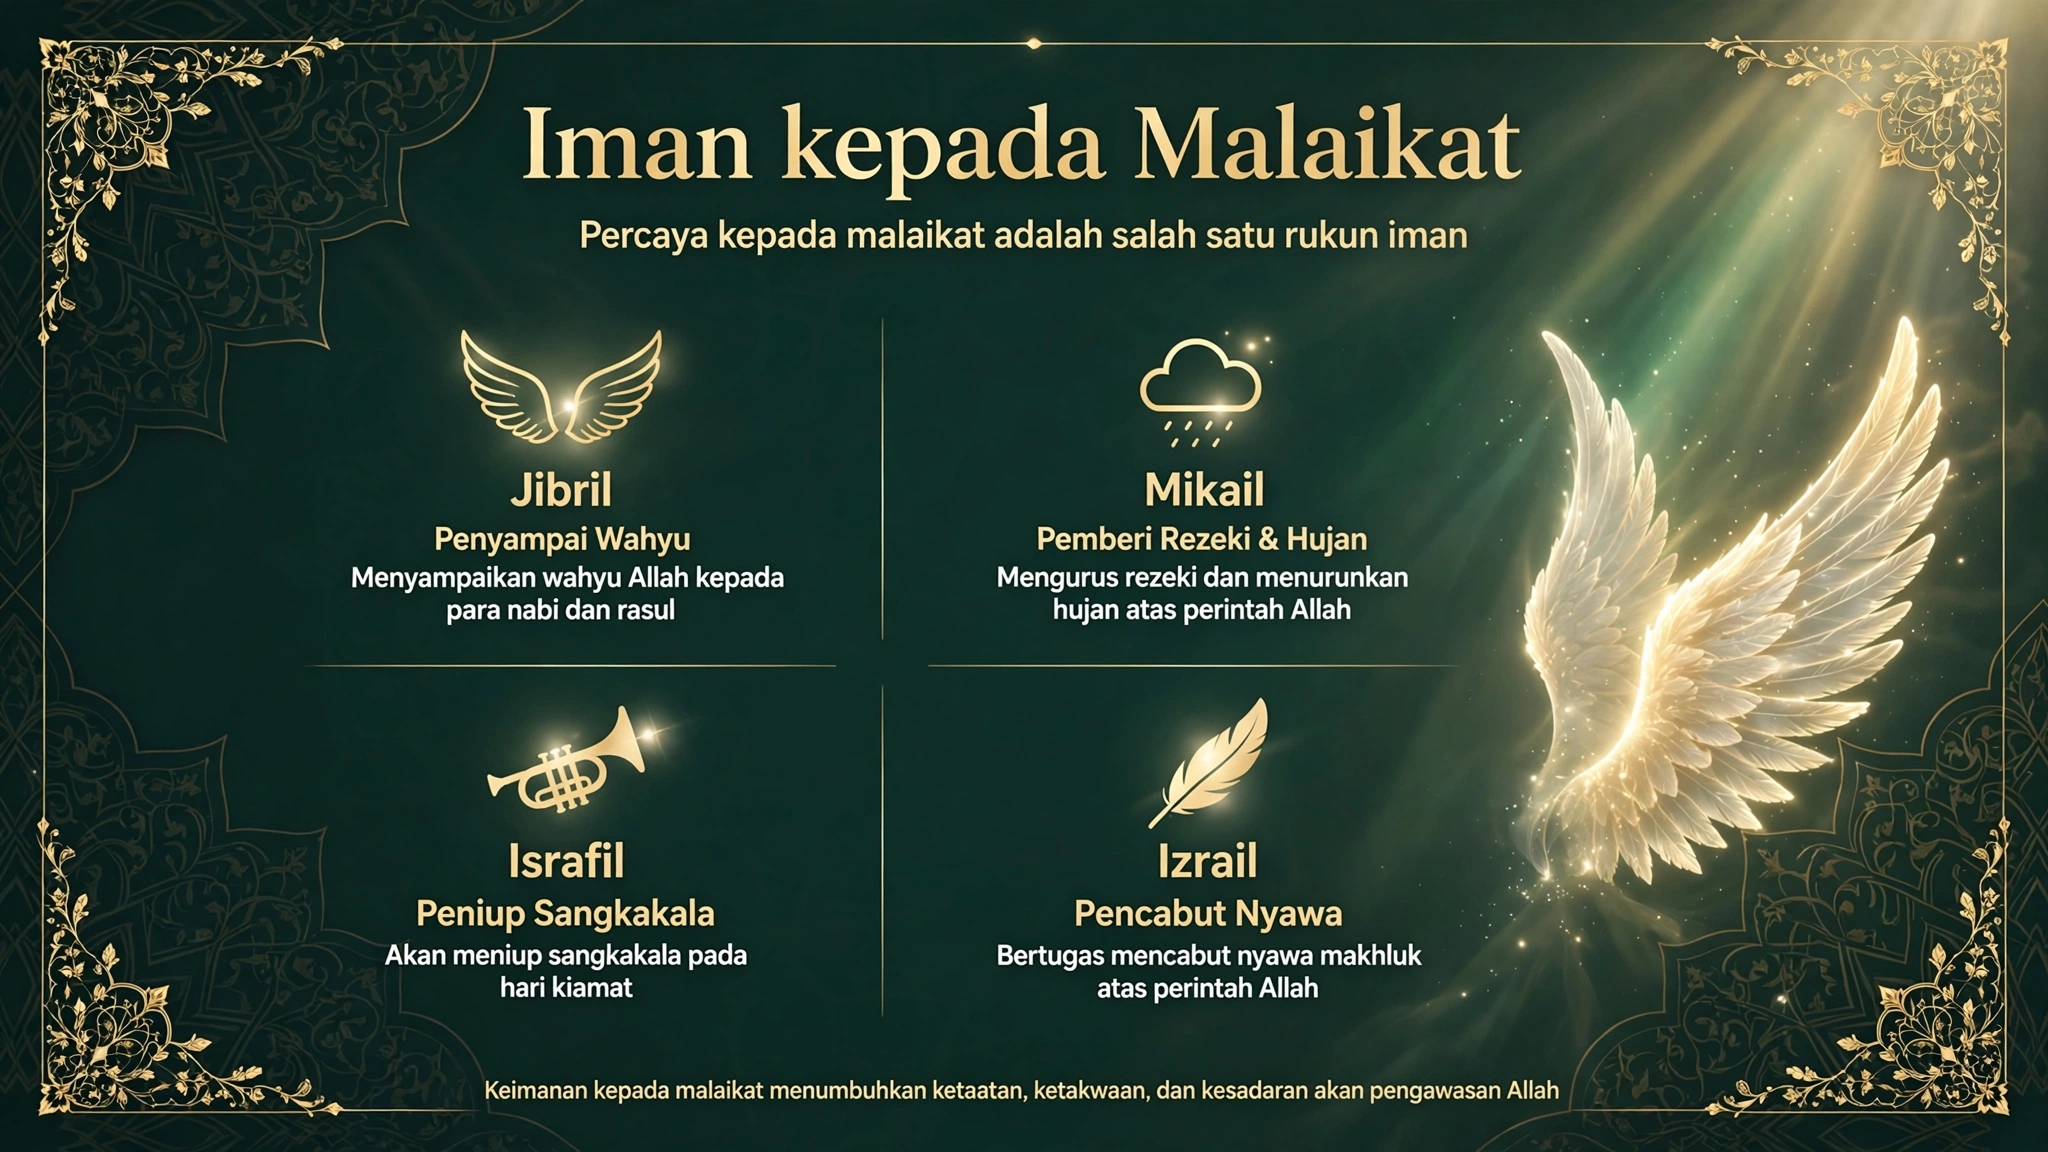 Iman kepada Malaikat
Percaya kepada malaikat adalah salah satu rukun iman
Jibril
Penyampai Wahyu
Menyampaikan wahyu Allah kepada
para nabi dan rasul
Mikail
Pemberi Rezeki & Hujan
Mengurus rezeki dan menurunkan
hujan atas perintah Allah
Israfil
Peniup Sangkakala
Akan meniup sangkakala pada
hari kiamat
Izrail
Pencabut Nyawa
Bertugas mencabut nyawa makhluk
atas perintah Allah
Keimanan kepada malaikat menumbuhkan ketaatan, ketakwaan, dan kesadaran akan pengawasan Allah